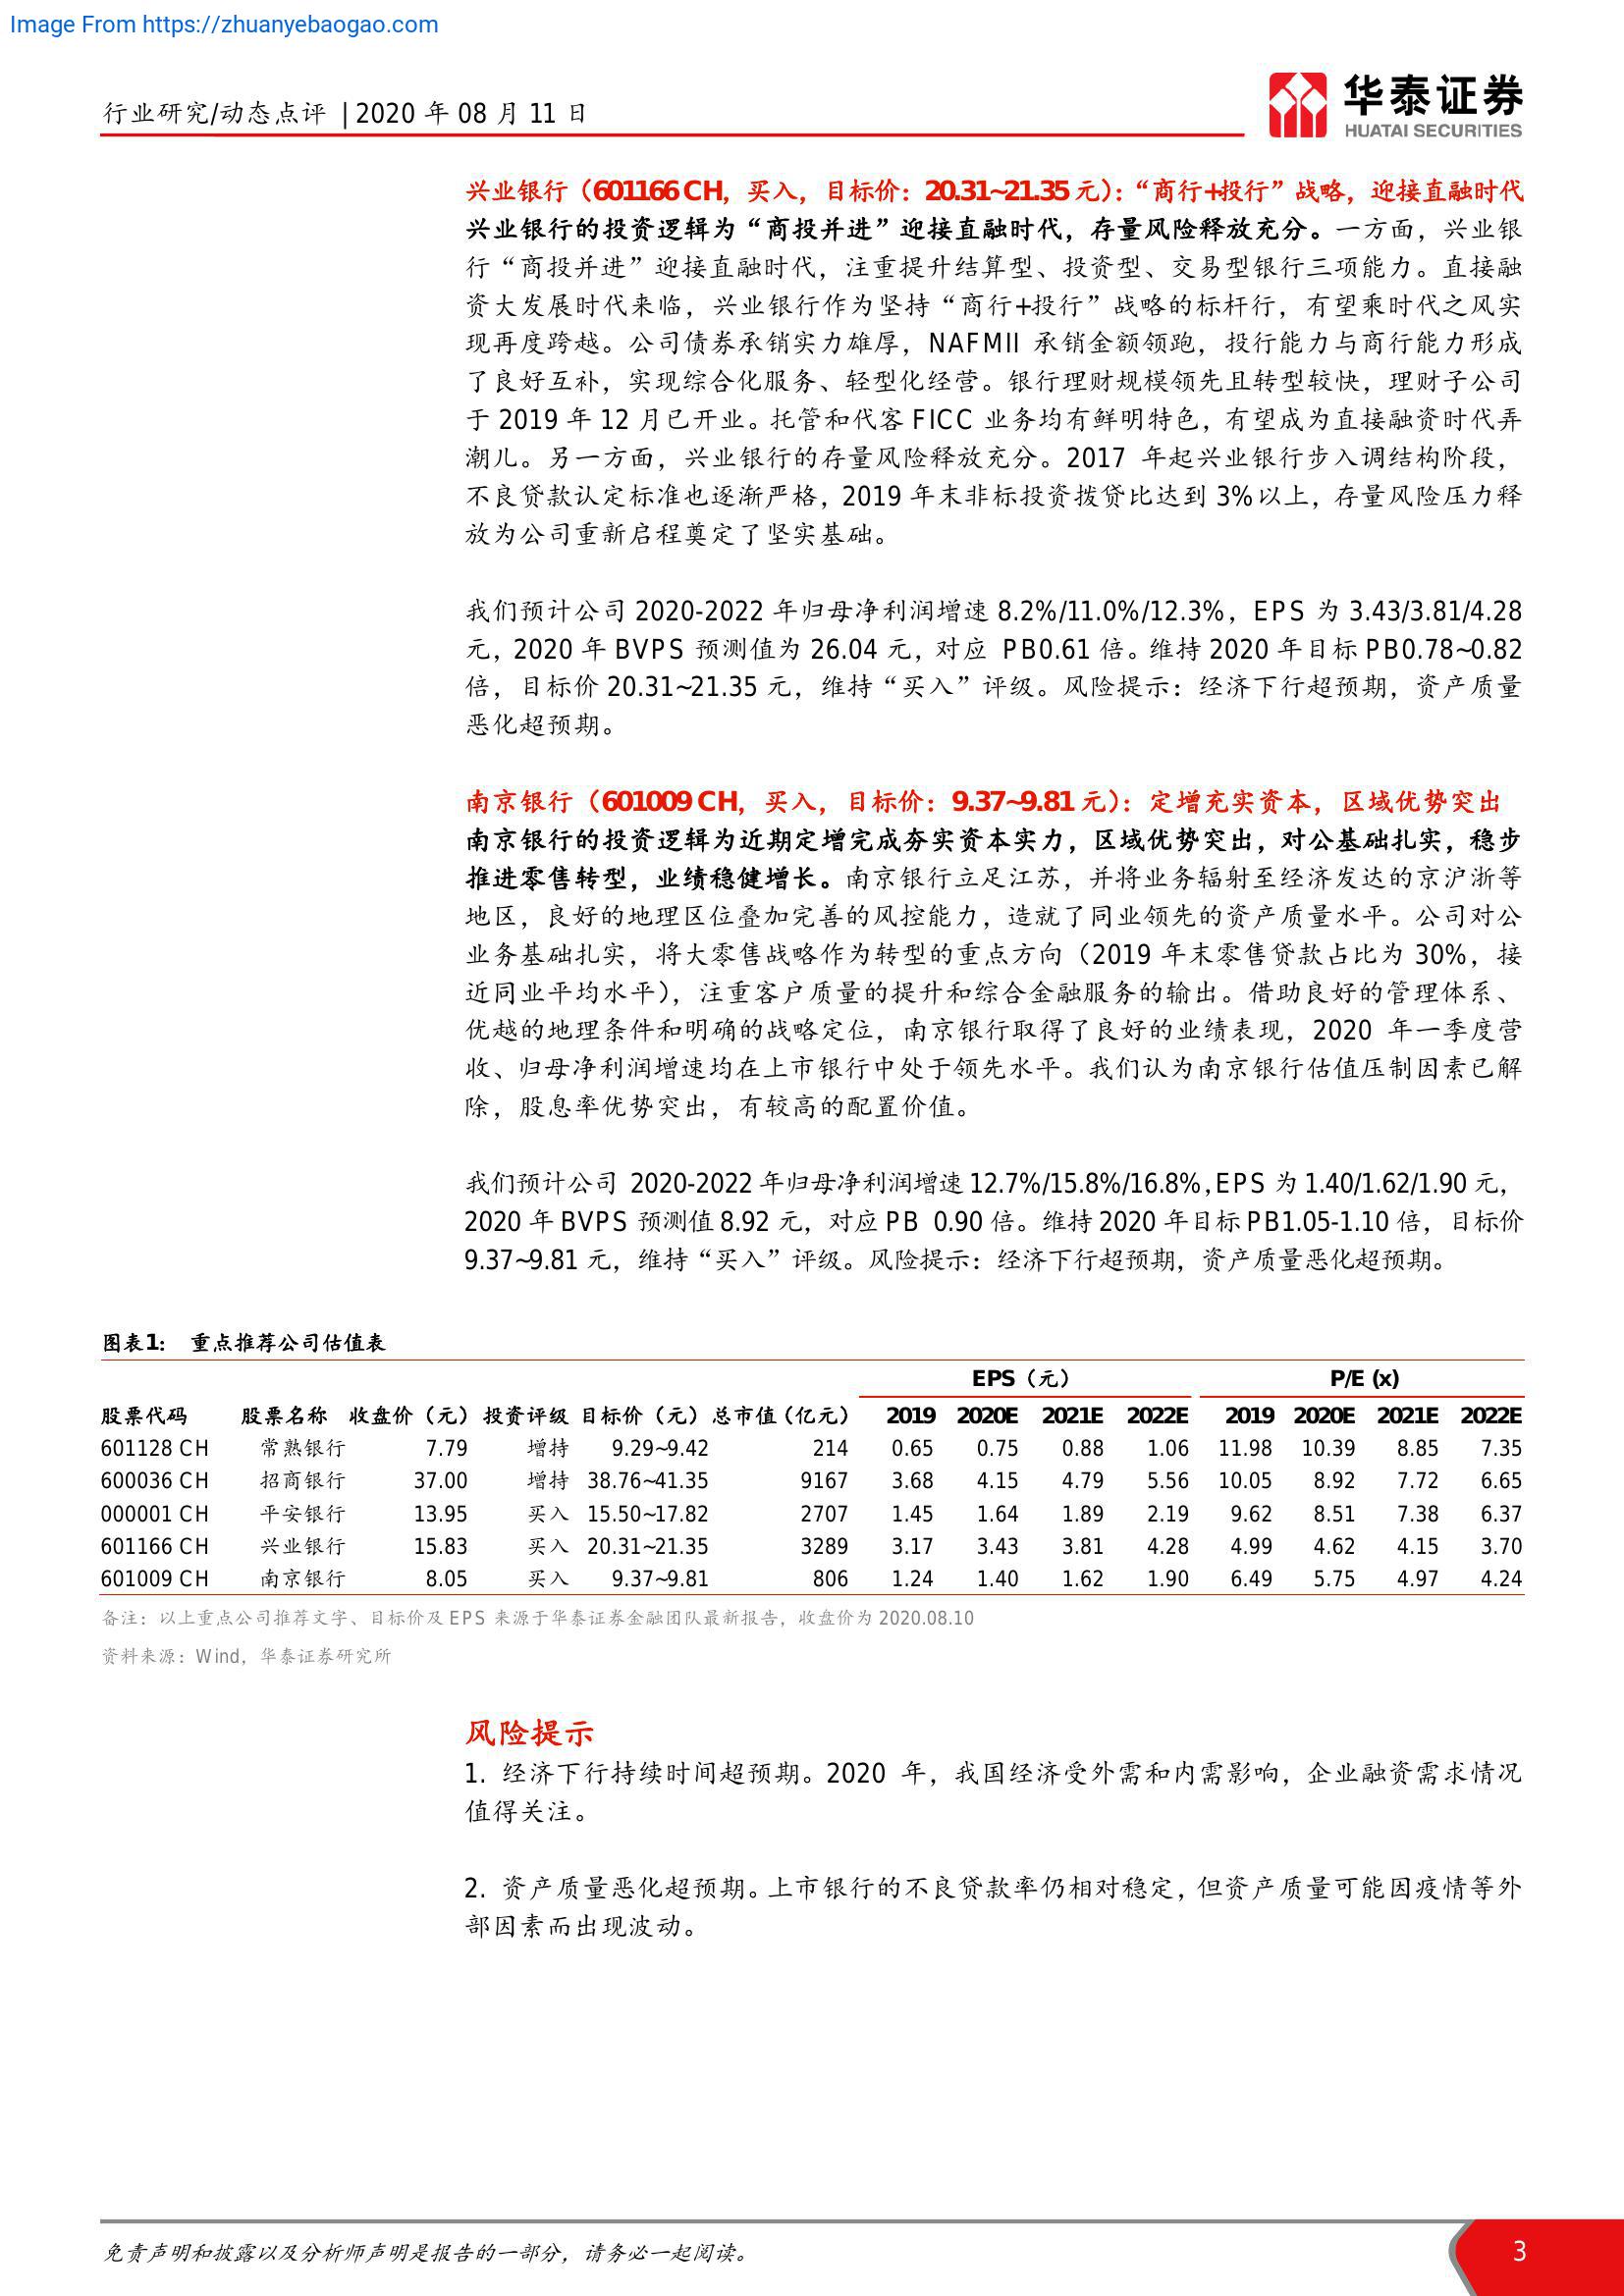 Image From https://zhuanyebaogao.com
行业研究/动态点评 | 2020 年 08 月 11 日
华泰证券
HUATAI SECURITIES
兴业银行（601166 CH，买入，目标价：20.31~21.35 元）：“商行+投行”战略，迎接直融时代
兴业银行的投资逻辑为“商投并进”迎接直融时代，存量风险释放充分。一方面，兴业银
行“商投并进”迎接直融时代，注重提升结算型、投资型、交易型银行三项能力。直接融
资大发展时代来临，兴业银行作为坚持“商行+投行”战略的标杆行，有望乘时代之风实
现再度跨越。公司债券承销实力雄厚，NAFMII 承销金额领跑，投行能力与商行能力形成
了良好互补，实现综合化服务、轻型化经营。银行理财规模领先且转型较快，理财子公司
于 2019 年 12 月已开业。托管和代客 FICC 业务均有鲜明特色，有望成为直接融资时代弄
潮儿。另一方面，兴业银行的存量风险释放充分。2017 年起兴业银行步入调结构阶段，
不良贷款认定标准也逐渐严格，2019 年末非标投资拨贷比达到 3%以上，存量风险压力释
放为公司重新启程奠定了坚实基础。
我们预计公司 2020-2022 年归母净利润增速 8.2%/11.0%/12.3%，EPS 为 3.43/3.81/4.28
元，2020 年 BVPS 预测值为 26.04 元，对应 PB0.61 倍。维持 2020 年目标 PB0.78~0.82
倍，目标价 20.31~21.35 元，维持“买入”评级。风险提示：经济下行超预期，资产质量
恶化超预期。
南京银行（601009 CH，买入，目标价：9.37~9.81 元）：定增充实资本，区域优势突出
南京银行的投资逻辑为近期定增完成夯实资本实力，区域优势突出，对公基础扎实，稳步
推进零售转型，业绩稳健增长。南京银行立足江苏，并将业务辐射至经济发达的京沪浙等
地区，良好的地理区位叠加完善的风控能力，造就了同业领先的资产质量水平。公司对公
业务基础扎实，将大零售战略作为转型的重点方向（2019 年末零售贷款占比为 30%，接
近同业平均水平），注重客户质量的提升和综合金融服务的输出。借助良好的管理体系、
优越的地理条件和明确的战略定位，南京银行取得了良好的业绩表现，2020 年一季度营
收、归母净利润增速均在上市银行中处于领先水平。我们认为南京银行估值压制因素已解
除，股息率优势突出，有较高的配置价值。
我们预计公司 2020-2022 年归母净利润增速 12.7%/15.8%/16.8%，EPS 为 1.40/1.62/1.90 元，
2020 年 BVPS 预测值 8.92 元，对应 PB 0.90 倍。维持 2020 年目标 PB1.05-1.10 倍，目标价
9.37~9.81 元，维持“买入”评级。风险提示：经济下行超预期，资产质量恶化超预期。
图表1： 重点推荐公司估值表
EPS（元） P/E (x)
股票代码 股票名称 收盘价（元） 投资评级 目标价（元） 总市值（亿元） 2019 2020E 2021E 2022E 2019 2020E 2021E 2022E
601128 CH 常熟银行 7.79 增持 9.29~9.42 214 0.65 0.75 0.88 1.06 11.98 10.39 8.85 7.35
600036 CH 招商银行 37.00 增持 38.76~41.35 9167 3.68 4.15 4.79 5.56 10.05 8.92 7.72 6.65
000001 CH 平安银行 13.95 买入 15.50~17.82 2707 1.45 1.64 1.89 2.19 9.62 8.51 7.38 6.37
601166 CH 兴业银行 15.83 买入 20.31~21.35 3289 3.17 3.43 3.81 4.28 4.99 4.62 4.15 3.70
601009 CH 南京银行 8.05 买入 9.37~9.81 806 1.24 1.40 1.62 1.90 6.49 5.75 4.97 4.24
备注：以上重点公司推荐文字、目标价及 EPS 来源于华泰证券金融团队最新报告，收盘价为 2020.08.10
资料来源：Wind，华泰证券研究所
风险提示
1. 经济下行持续时间超预期。2020 年，我国经济受外需和内需影响，企业融资需求情况
值得关注。
2. 资产质量恶化超预期。上市银行的不良贷款率仍相对稳定，但资产质量可能因疫情等外
部因素而出现波动。
免责声明和披露以及分析师声明是报告的一部分，请务必一起阅读。
3